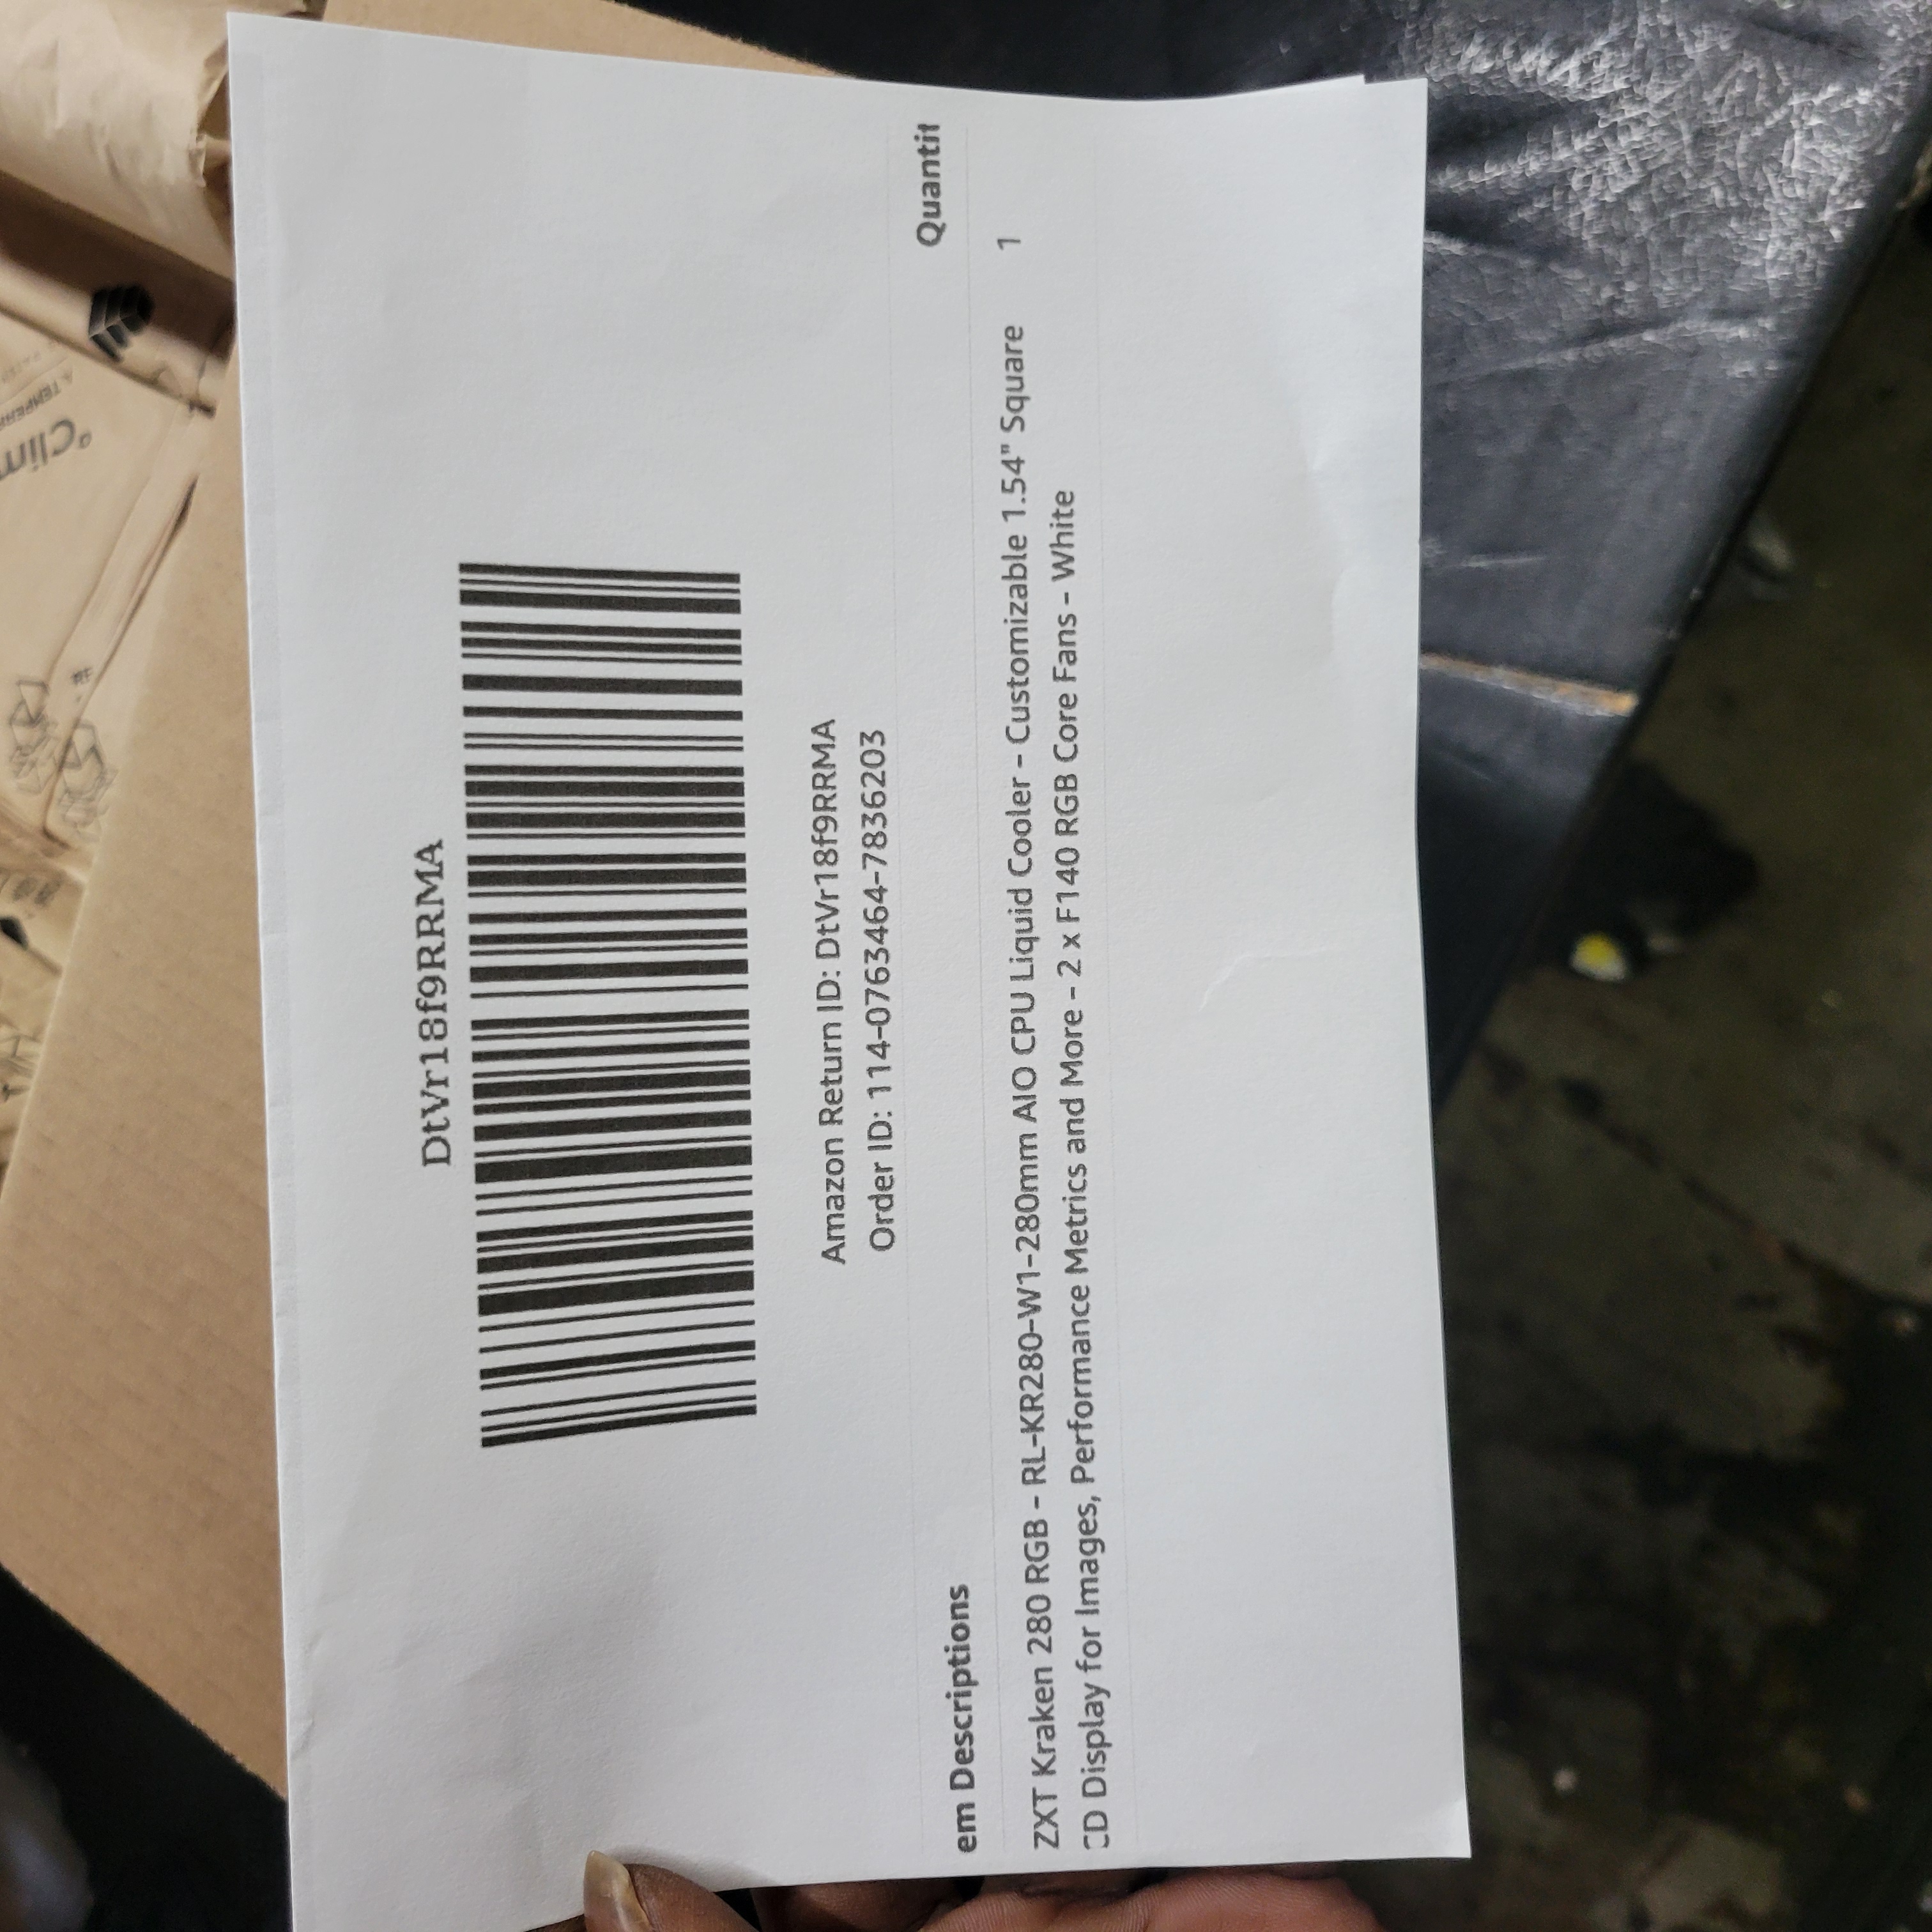 DtVr18f9RRMA
Amazon Return ID: DtVr18f9RRMA
Order ID: 114-0763464-7836203
em Descriptions Quantit
ZXT Kraken 280 RGB - RL-KR280-W1-280mm AIO CPU Liquid Cooler - Customizable 1.54" Square 1
CD Display for Images, Performance Metrics and More - 2 x F140 RGB Core Fans - White